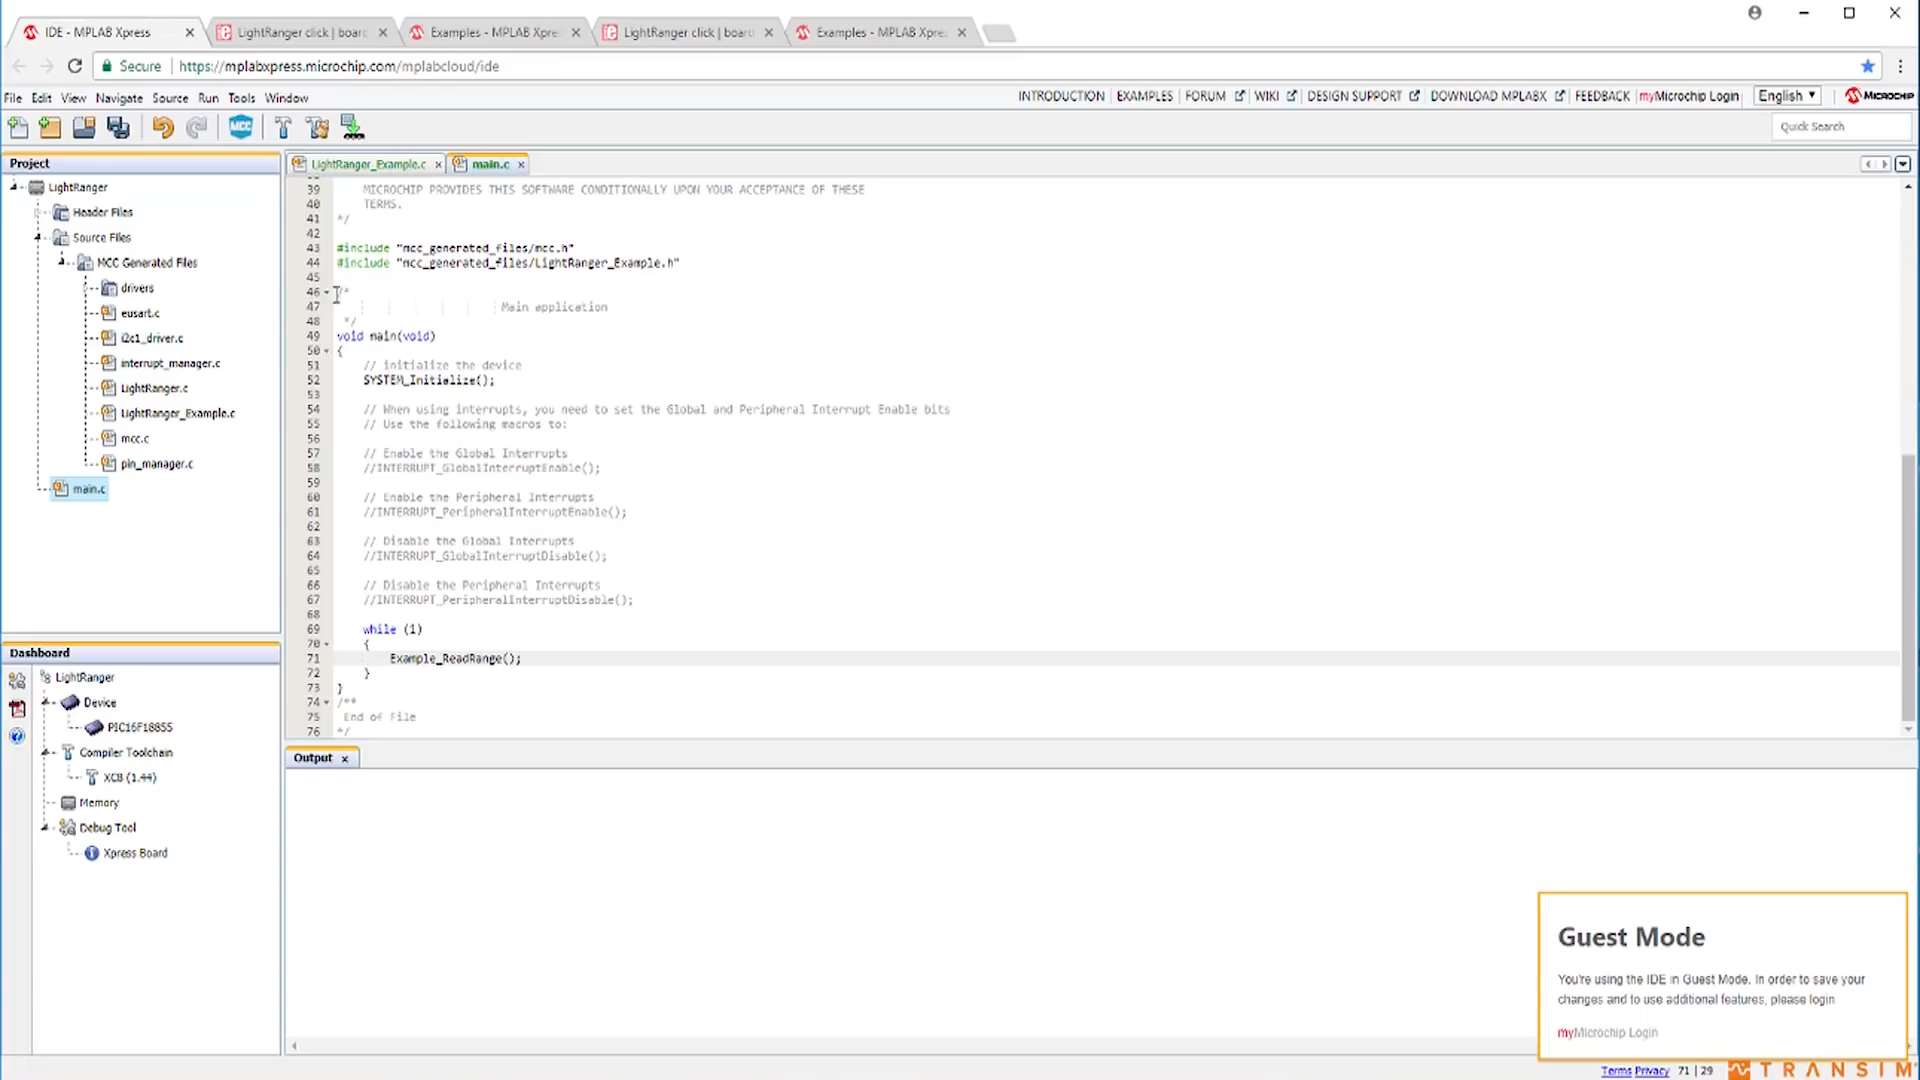 IDE - MPLAB Xpress
LightRanger click | board
Examples - MPLAB Xpre
LightRanger click | board
Examples - MPLAB Xpre
Secure
https://mplabxpress.microchip.com/mplabcloud/ide
File Edit View Navigate Source Run Tools Window
INTRODUCTION | EXAMPLES | FORUM | WIKI | DESIGN SUPPORT | DOWNLOAD MPLABX | FEEDBACK | myMicrochip Login
English
MICROCHIP
MCC
Quick Search
Project
LightRanger
Header Files
Source Files
MCC Generated Files
drivers
eusart.c
i2c1_driver.c
interrupt_manager.c
LightRanger.c
LightRanger_Example.c
mcc.c
pin_manager.c
main.c
LightRanger_Example.c
main.c
39 MICROCHIP PROVIDES THIS SOFTWARE CONDITIONALLY UPON YOUR ACCEPTANCE OF THESE
40 TERMS.
41 */
42
43 #include "mcc_generated_files/mcc.h"
44 #include "mcc_generated_files/LightRanger_Example.h"
45
46 /*
47 Main application
48 */
49 void main(void)
50 {
51 // initialize the device
52 SYSTEM_Initialize();
53
54 // When using interrupts, you need to set the Global and Peripheral Interrupt Enable bits
55 // Use the following macros to:
56
57 // Enable the Global Interrupts
58 //INTERRUPT_GlobalInterruptEnable();
59
60 // Enable the Peripheral Interrupts
61 //INTERRUPT_PeripheralInterruptEnable();
62
63 // Disable the Global Interrupts
64 //INTERRUPT_GlobalInterruptDisable();
65
66 // Disable the Peripheral Interrupts
67 //INTERRUPT_PeripheralInterruptDisable();
68
69 while (1)
70 {
71 Example_ReadRange();
72 }
73 }
74 /**
75 End of File
76 */
Dashboard
LightRanger
Device
PIC16F18855
Compiler Toolchain
XC8 (1.44)
Memory
Debug Tool
Xpress Board
Output
Guest Mode
You're using the IDE in Guest Mode. In order to save your
changes and to use additional features, please login
myMicrochip Login
Terms Privacy 71 | 29
TRANSIM